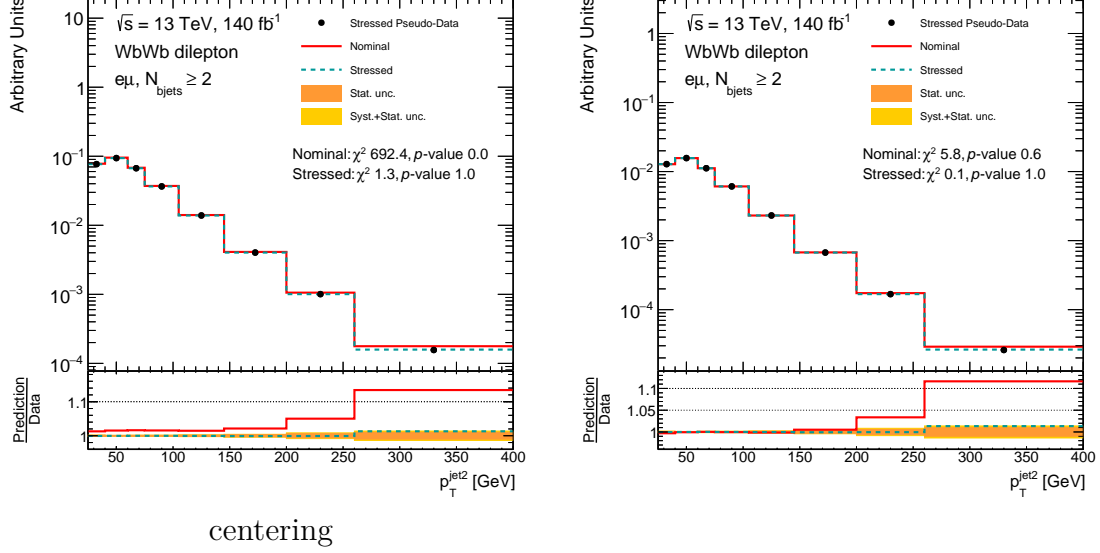 √s = 13 TeV, 140 fb⁻¹
WbWb dilepton
eμ, N_bjets ≥ 2
Stressed Pseudo-Data
Nominal
Stressed
Stat. unc.
Syst.+Stat. unc.
Nominal: χ² 692.4, p-value 0.0
Stressed: χ² 1.3, p-value 1.0
Arbitrary Units
10
1
10⁻¹
10⁻²
10⁻³
10⁻⁴
Prediction
Data
1.1
1
50 100 150 200 250 300 350 400
p_T^jet2 [GeV]
√s = 13 TeV, 140 fb⁻¹
WbWb dilepton
eμ, N_bjets ≥ 2
Stressed Pseudo-Data
Nominal
Stressed
Stat. unc.
Syst.+Stat. unc.
Nominal: χ² 5.8, p-value 0.6
Stressed: χ² 0.1, p-value 1.0
Arbitrary Units
1
10⁻¹
10⁻²
10⁻³
10⁻⁴
Prediction
Data
1.1
1.05
1
50 100 150 200 250 300 350 400
p_T^jet2 [GeV]
centering